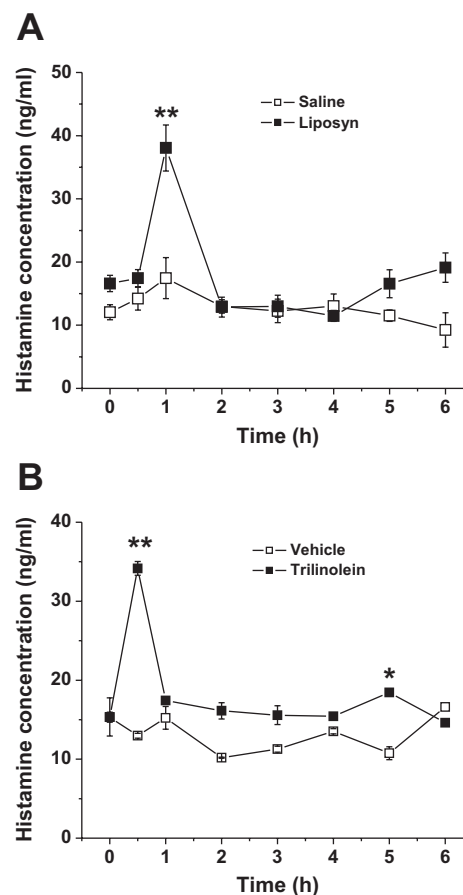 A
Histamine concentration (ng/ml)
50
40
30
20
10
0
**
Saline
Liposyn
0 1 2 3 4 5 6
Time (h)
B
Histamine concentration (ng/ml)
40
30
20
10
0
**
*
Vehicle
Trilinolein
0 1 2 3 4 5 6
Time (h)